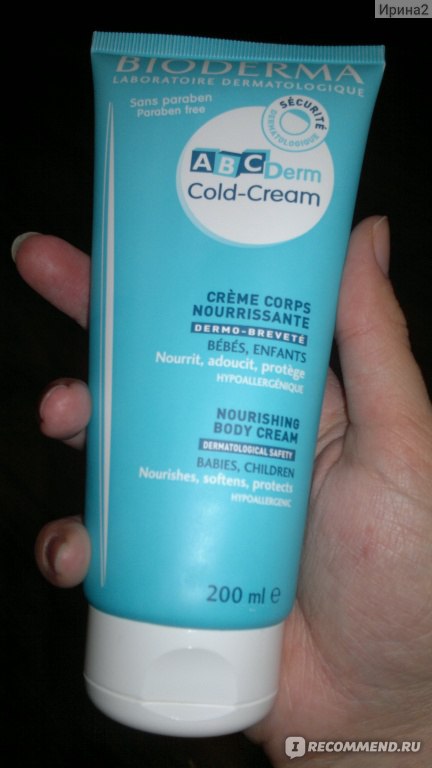 Ирина2
BIODERMA
LABORATOIRE DERMATOLOGIQUE
Sans paraben
Paraben free
SÉCURITÉ
DERMATOLOGIQUE
ABCDerm
Cold-Cream
CRÈME CORPS
NOURRISSANTE
DERMO-BREVETÉ
BÉBÉS, ENFANTS
Nourrit, adoucit, protège
HYPOALLERGÉNIQUE
NOURISHING
BODY CREAM
DERMATOLOGICAL SAFETY
BABIES, CHILDREN
Nourishes, softens, protects
HYPOALLERGENIC
200 ml e
IRECOMMEND.RU